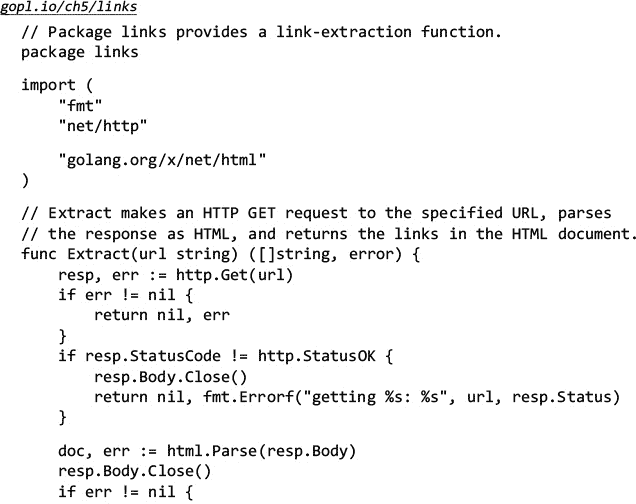 gopl.io/ch5/links
// Package links provides a link-extraction function.
package links
import (
    "fmt"
    "net/http"
    "golang.org/x/net/html"
)
// Extract makes an HTTP GET request to the specified URL, parses
// the response as HTML, and returns the links in the HTML document.
func Extract(url string) ([]string, error) {
    resp, err := http.Get(url)
    if err != nil {
        return nil, err
    }
    if resp.StatusCode != http.StatusOK {
        resp.Body.Close()
        return nil, fmt.Errorf("getting %s: %s", url, resp.Status)
    }
    doc, err := html.Parse(resp.Body)
    resp.Body.Close()
    if err != nil {